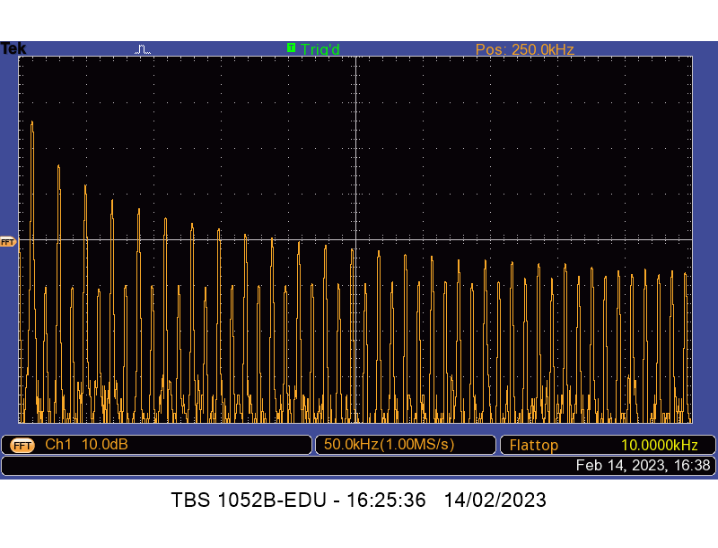 Tek T Trig'd Pos: 250.0kHz
FFT
FFT Ch1 10.0dB 50.0kHz(1.00MS/s) Flattop 10.0000kHz
Feb 14, 2023, 16:38
TBS 1052B-EDU - 16:25:36 14/02/2023